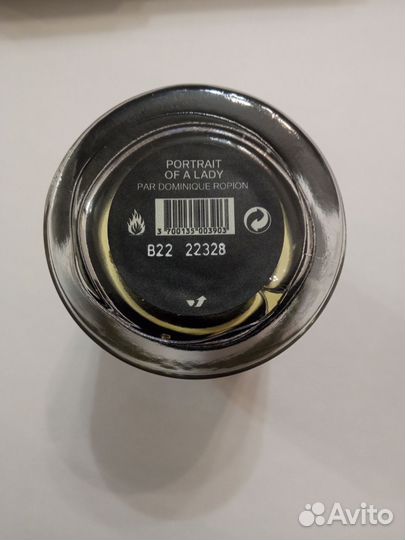 PORTRAIT
OF A LADY
PAR DOMINIQUE ROPION
3 700135 003903
B22 22328
Avito